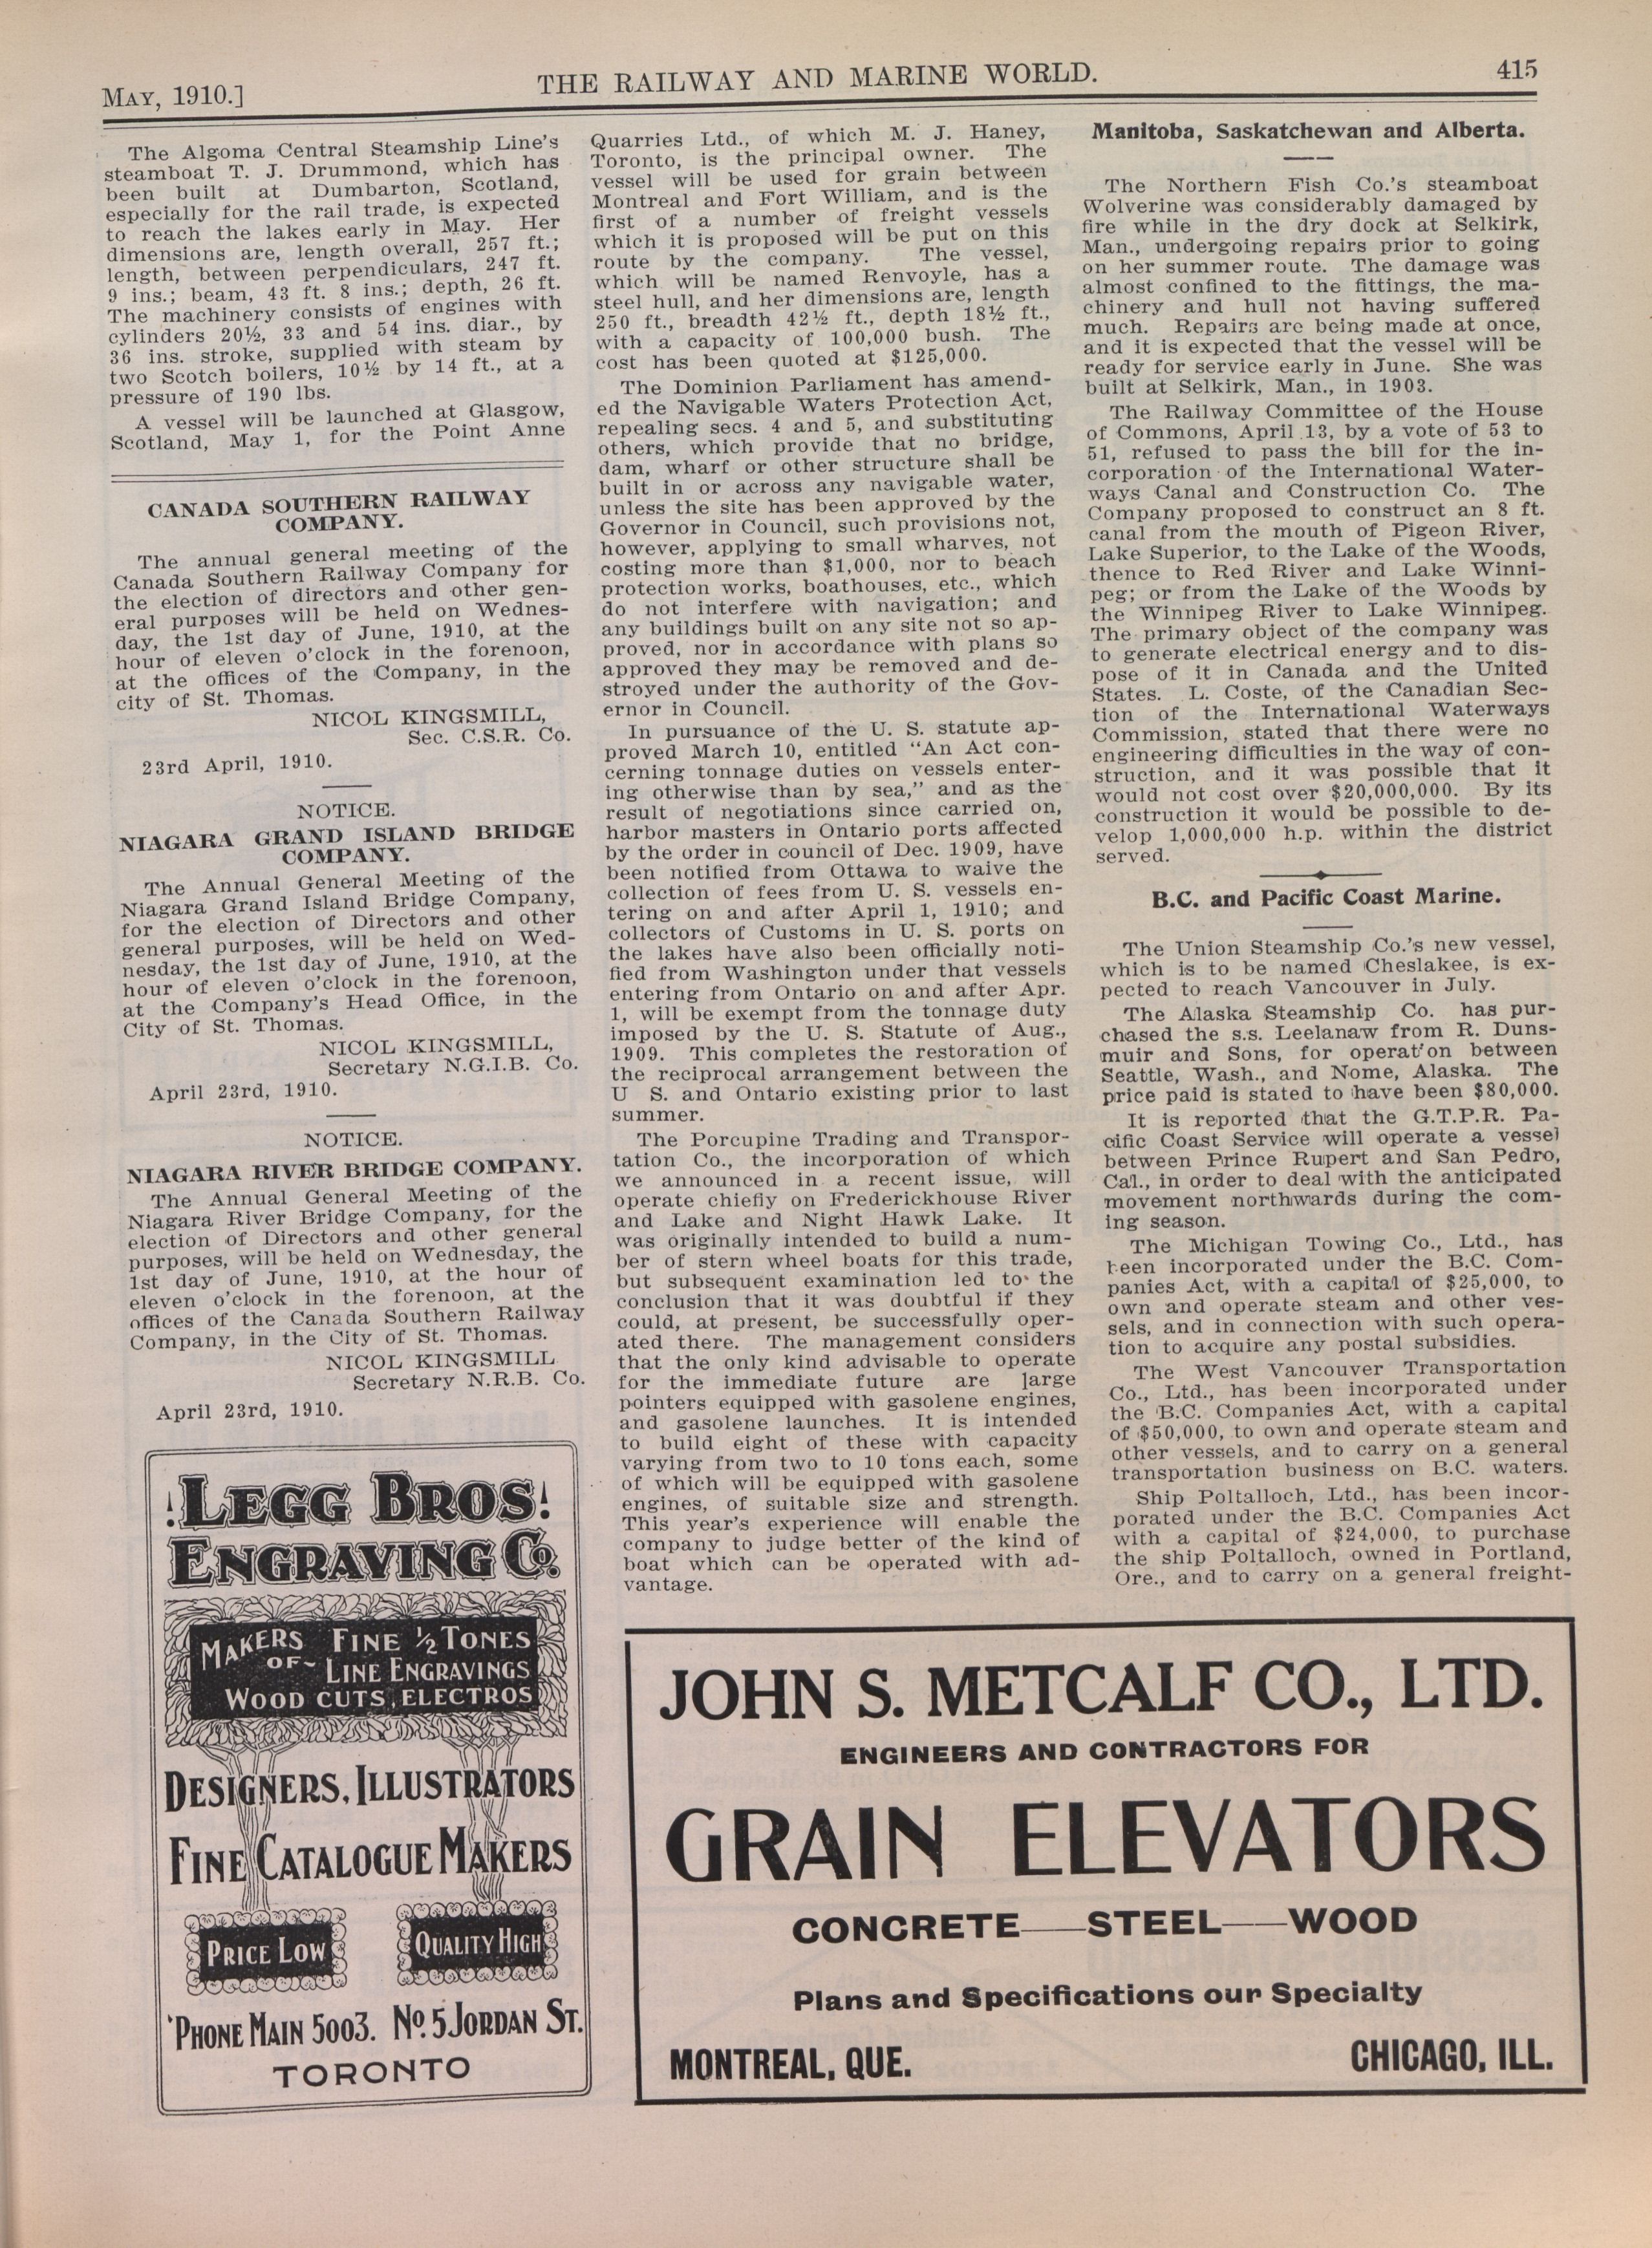 MAY, 1910.]
THE RAILWAY AND MARINE WORLD.
415
The Algoma Central Steamship Line's
steamboat T. J. Drummond, which has
been built at Dumbarton, Scotland,
especially for the rail trade, is expected
to reach the lakes early in May. Her
dimensions are, length overall, 257 ft.;
length, between perpendiculars, 247 ft.
9 ins.; beam, 43 ft. 8 ins.; depth, 26 ft.
The machinery consists of engines with
cylinders 20½, 33 and 54 ins. diar., by
36 ins. stroke, supplied with steam by
two Scotch boilers, 10½ by 14 ft., at a
pressure of 190 lbs.
A vessel will be launched at Glasgow,
Scotland, May 1, for the Point Anne
CANADA SOUTHERN RAILWAY
COMPANY.
The annual general meeting of the
Canada Southern Railway Company for
the election of directors and other gen-
eral purposes will be held on Wednes-
day, the 1st day of June, 1910, at the
hour of eleven o'clock in the forenoon,
at the offices of the Company, in the
city of St. Thomas.
NICOL KINGSMILL,
Sec. C.S.R. Co.
23rd April, 1910.
NOTICE.
NIAGARA GRAND ISLAND BRIDGE
COMPANY.
The Annual General Meeting of the
Niagara Grand Island Bridge Company,
for the election of Directors and other
general purposes, will be held on Wed-
nesday, the 1st day of June, 1910, at the
hour of eleven o'clock in the forenoon,
at the Company's Head Office, in the
City of St. Thomas.
NICOL KINGSMILL,
Secretary N.G.I.B. Co.
April 23rd, 1910.
NOTICE.
NIAGARA RIVER BRIDGE COMPANY.
The Annual General Meeting of the
Niagara River Bridge Company, for the
election of Directors and other general
purposes, will be held on Wednesday, the
1st day of June, 1910, at the hour of
eleven o'clock in the forenoon, at the
offices of the Canada Southern Railway
Company, in the City of St. Thomas.
NICOL KINGSMILL
Secretary N.R.B. Co.
April 23rd, 1910.
LEGG BROS.
ENGRAVING CO.
MAKERS OF~ FINE ½ TONES
LINE ENGRAVINGS
WOOD CUTS, ELECTROS
DESIGNERS, ILLUSTRATORS
FINE CATALOGUE MAKERS
PRICE LOW
QUALITY HIGH
'PHONE MAIN 5003. No. 5 JORDAN ST.
TORONTO
Quarries Ltd., of which M. J. Haney,
Toronto, is the principal owner. The
vessel will be used for grain between
Montreal and Fort William, and is the
first of a number of freight vessels
which it is proposed will be put on this
route by the company. The vessel,
which will be named Renvoyle, has a
steel hull, and her dimensions are, length
250 ft., breadth 42½ ft., depth 18½ ft.,
with a capacity of 100,000 bush. The
cost has been quoted at $125,000.
The Dominion Parliament has amend-
ed the Navigable Waters Protection Act,
repealing secs. 4 and 5, and substituting
others, which provide that no bridge,
dam, wharf or other structure shall be
built in or across any navigable water,
unless the site has been approved by the
Governor in Council, such provisions not,
however, applying to small wharves, not
costing more than $1,000, nor to beach
protection works, boathouses, etc., which
do not interfere with navigation; and
any buildings built on any site not so ap-
proved, nor in accordance with plans so
approved they may be removed and de-
stroyed under the authority of the Gov-
ernor in Council.
In pursuance of the U. S. statute ap-
proved March 10, entitled "An Act con-
cerning tonnage duties on vessels enter-
ing otherwise than by sea," and as the
result of negotiations since carried on,
harbor masters in Ontario ports affected
by the order in council of Dec. 1909, have
been notified from Ottawa to waive the
collection of fees from U. S. vessels en-
tering on and after April 1, 1910; and
collectors of Customs in U. S. ports on
the lakes have also been officially noti-
fied from Washington under that vessels
entering from Ontario on and after Apr.
1, will be exempt from the tonnage duty
imposed by the U. S. Statute of Aug.,
1909. This completes the restoration of
the reciprocal arrangement between the
U S. and Ontario existing prior to last
summer.
The Porcupine Trading and Transpor-
tation Co., the incorporation of which
we announced in a recent issue, will
operate chiefly on Frederickhouse River
and Lake and Night Hawk Lake. It
was originally intended to build a num-
ber of stern wheel boats for this trade,
but subsequent examination led to the
conclusion that it was doubtful if they
could, at present, be successfully oper-
ated there. The management considers
that the only kind advisable to operate
for the immediate future are large
pointers equipped with gasolene engines,
and gasolene launches. It is intended
to build eight of these with capacity
varying from two to 10 tons each, some
of which will be equipped with gasolene
engines, of suitable size and strength.
This year's experience will enable the
company to judge better of the kind of
boat which can be operated with ad-
vantage.
Manitoba, Saskatchewan and Alberta.
The Northern Fish Co.'s steamboat
Wolverine was considerably damaged by
fire while in the dry dock at Selkirk,
Man., undergoing repairs prior to going
on her summer route. The damage was
almost confined to the fittings, the ma-
chinery and hull not having suffered
much. Repairs are being made at once,
and it is expected that the vessel will be
ready for service early in June. She was
built at Selkirk, Man., in 1903.
The Railway Committee of the House
of Commons, April 13, by a vote of 53 to
51, refused to pass the bill for the in-
corporation of the International Water-
ways Canal and Construction Co. The
Company proposed to construct an 8 ft.
canal from the mouth of Pigeon River,
Lake Superior, to the Lake of the Woods,
thence to Red River and Lake Winni-
peg; or from the Lake of the Woods by
the Winnipeg River to Lake Winnipeg.
The primary object of the company was
to generate electrical energy and to dis-
pose of it in Canada and the United
States. L. Coste, of the Canadian Sec-
tion of the International Waterways
Commission, stated that there were no
engineering difficulties in the way of con-
struction, and it was possible that it
would not cost over $20,000,000. By its
construction it would be possible to de-
velop 1,000,000 h.p. within the district
served.
B.C. and Pacific Coast Marine.
The Union Steamship Co.'s new vessel,
which is to be named Cheslakee, is ex-
pected to reach Vancouver in July.
The Alaska Steamship Co. has pur-
chased the s.s. Leelanaw from R. Duns-
muir and Sons, for operat'on between
Seattle, Wash., and Nome, Alaska. The
price paid is stated to have been $80,000.
It is reported that the G.T.P.R. Pa-
cific Coast Service will operate a vessel
between Prince Rupert and San Pedro,
Cal., in order to deal with the anticipated
movement northwards during the com-
ing season.
The Michigan Towing Co., Ltd., has
been incorporated under the B.C. Com-
panies Act, with a capital of $25,000, to
own and operate steam and other ves-
sels, and in connection with such opera-
tion to acquire any postal subsidies.
The West Vancouver Transportation
Co., Ltd., has been incorporated under
the B.C. Companies Act, with a capital
of $50,000, to own and operate steam and
other vessels, and to carry on a general
transportation business on B.C. waters.
Ship Poltalloch, Ltd., has been incor-
porated under the B.C. Companies Act
with a capital of $24,000, to purchase
the ship Poltalloch, owned in Portland,
Ore., and to carry on a general freight-
JOHN S. METCALF CO., LTD.
ENGINEERS AND CONTRACTORS FOR
GRAIN ELEVATORS
CONCRETE—STEEL—WOOD
Plans and Specifications our Specialty
MONTREAL, QUE.
CHICAGO, ILL.